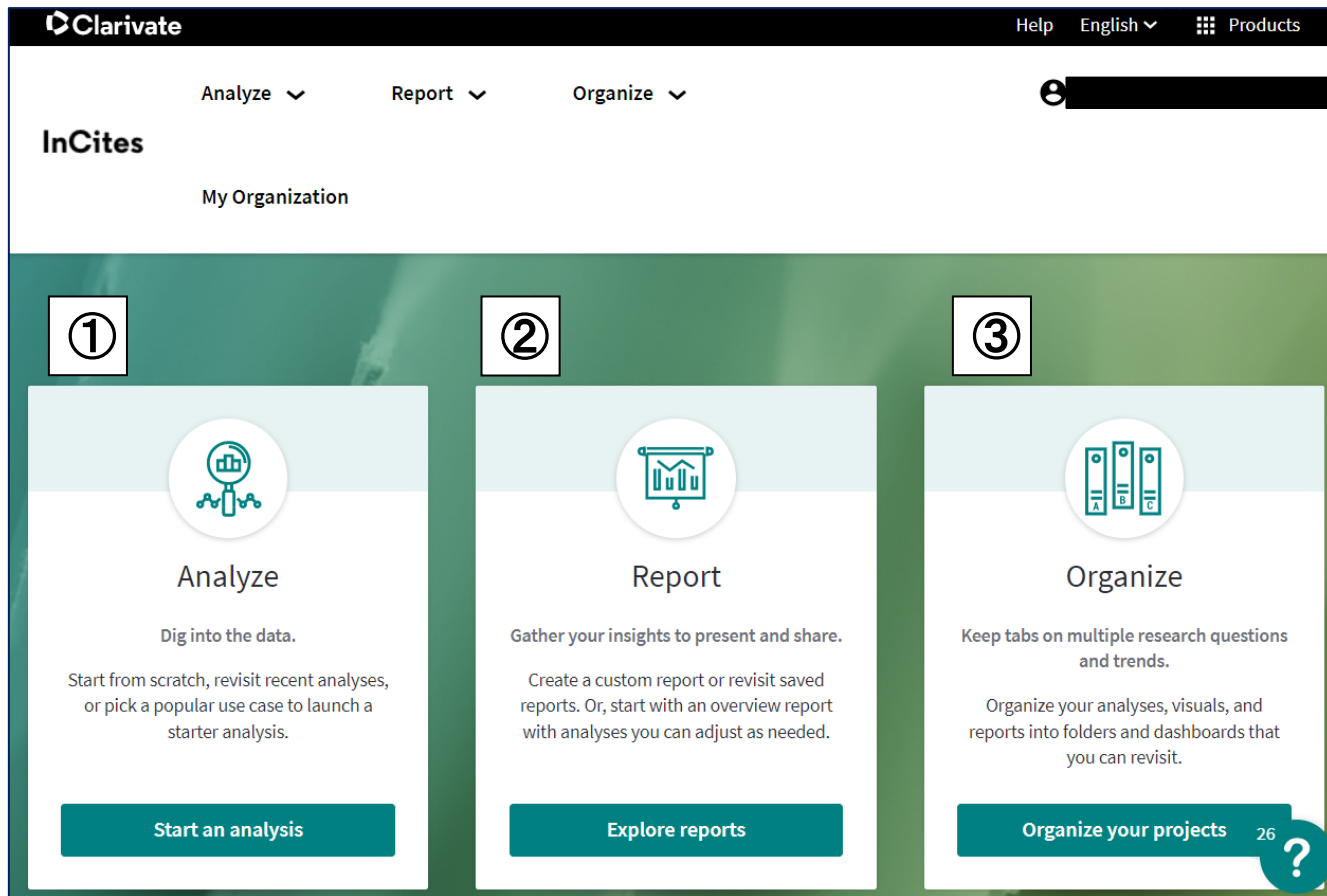 Clarivate
Help English Products
Analyze Report Organize
InCites
My Organization
① ② ③
A B C
Analyze
Dig into the data.
Start from scratch, revisit recent analyses,
or pick a popular use case to launch a
starter analysis.
Start an analysis
Report
Gather your insights to present and share.
Create a custom report or revisit saved
reports. Or, start with an overview report
with analyses you can adjust as needed.
Explore reports
Organize
Keep tabs on multiple research questions
and trends.
Organize your analyses, visuals, and
reports into folders and dashboards that
you can revisit.
Organize your projects
26
?